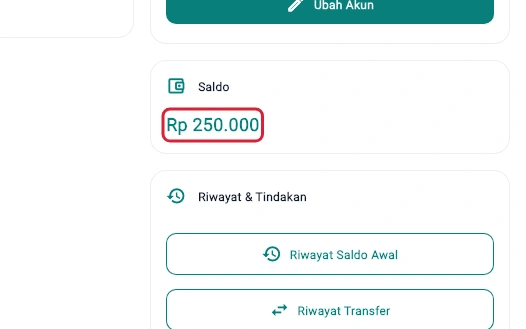 Ubah Akun
Saldo
Rp 250.000
Riwayat & Tindakan
Riwayat Saldo Awal
Riwayat Transfer